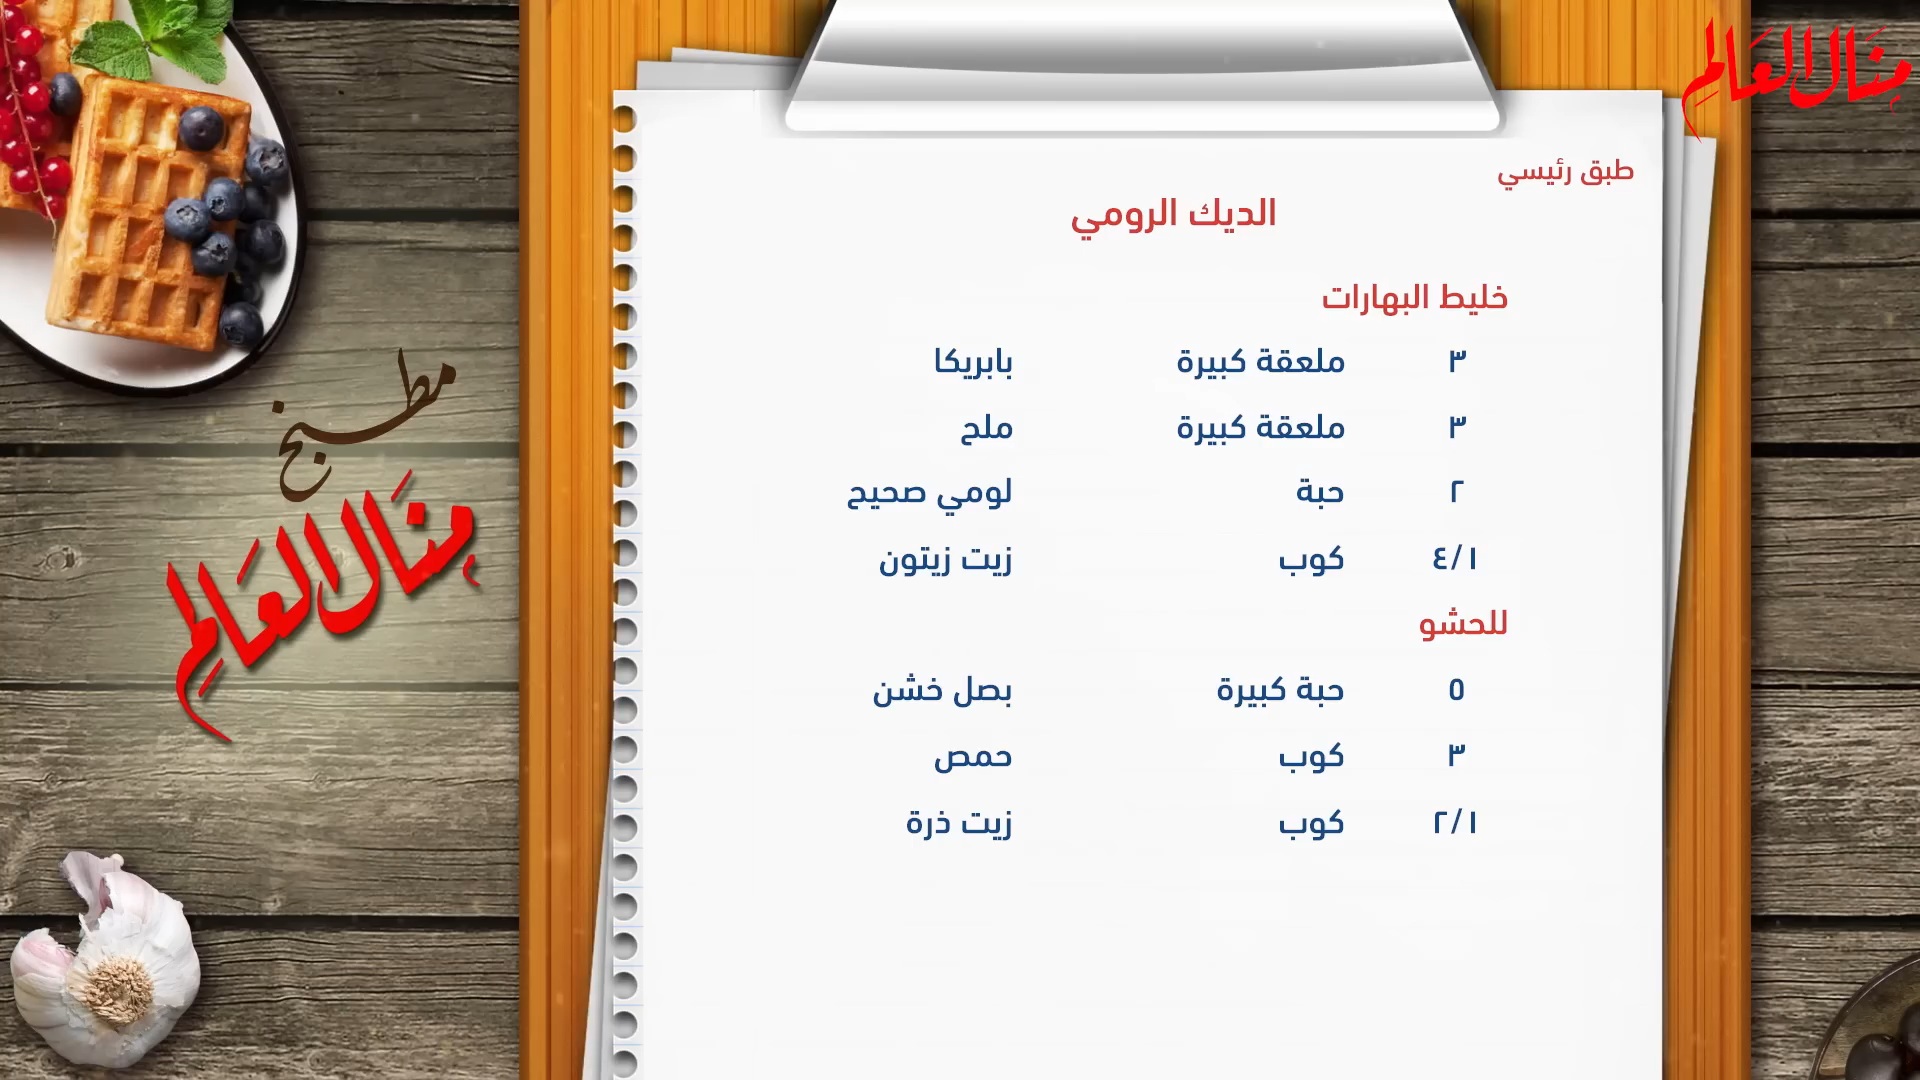 منال العالم
طبق رئيسي
الديك الرومي
خليط البهارات
٣ ملعقة كبيرة بابريكا
٣ ملعقة كبيرة ملح
٢ حبة لومي صحيح
٤/١ كوب زيت زيتون
للحشو
٥ حبة كبيرة بصل خشن
٣ كوب حمص
٢/١ كوب زيت ذرة
مطبخ
منال العالم